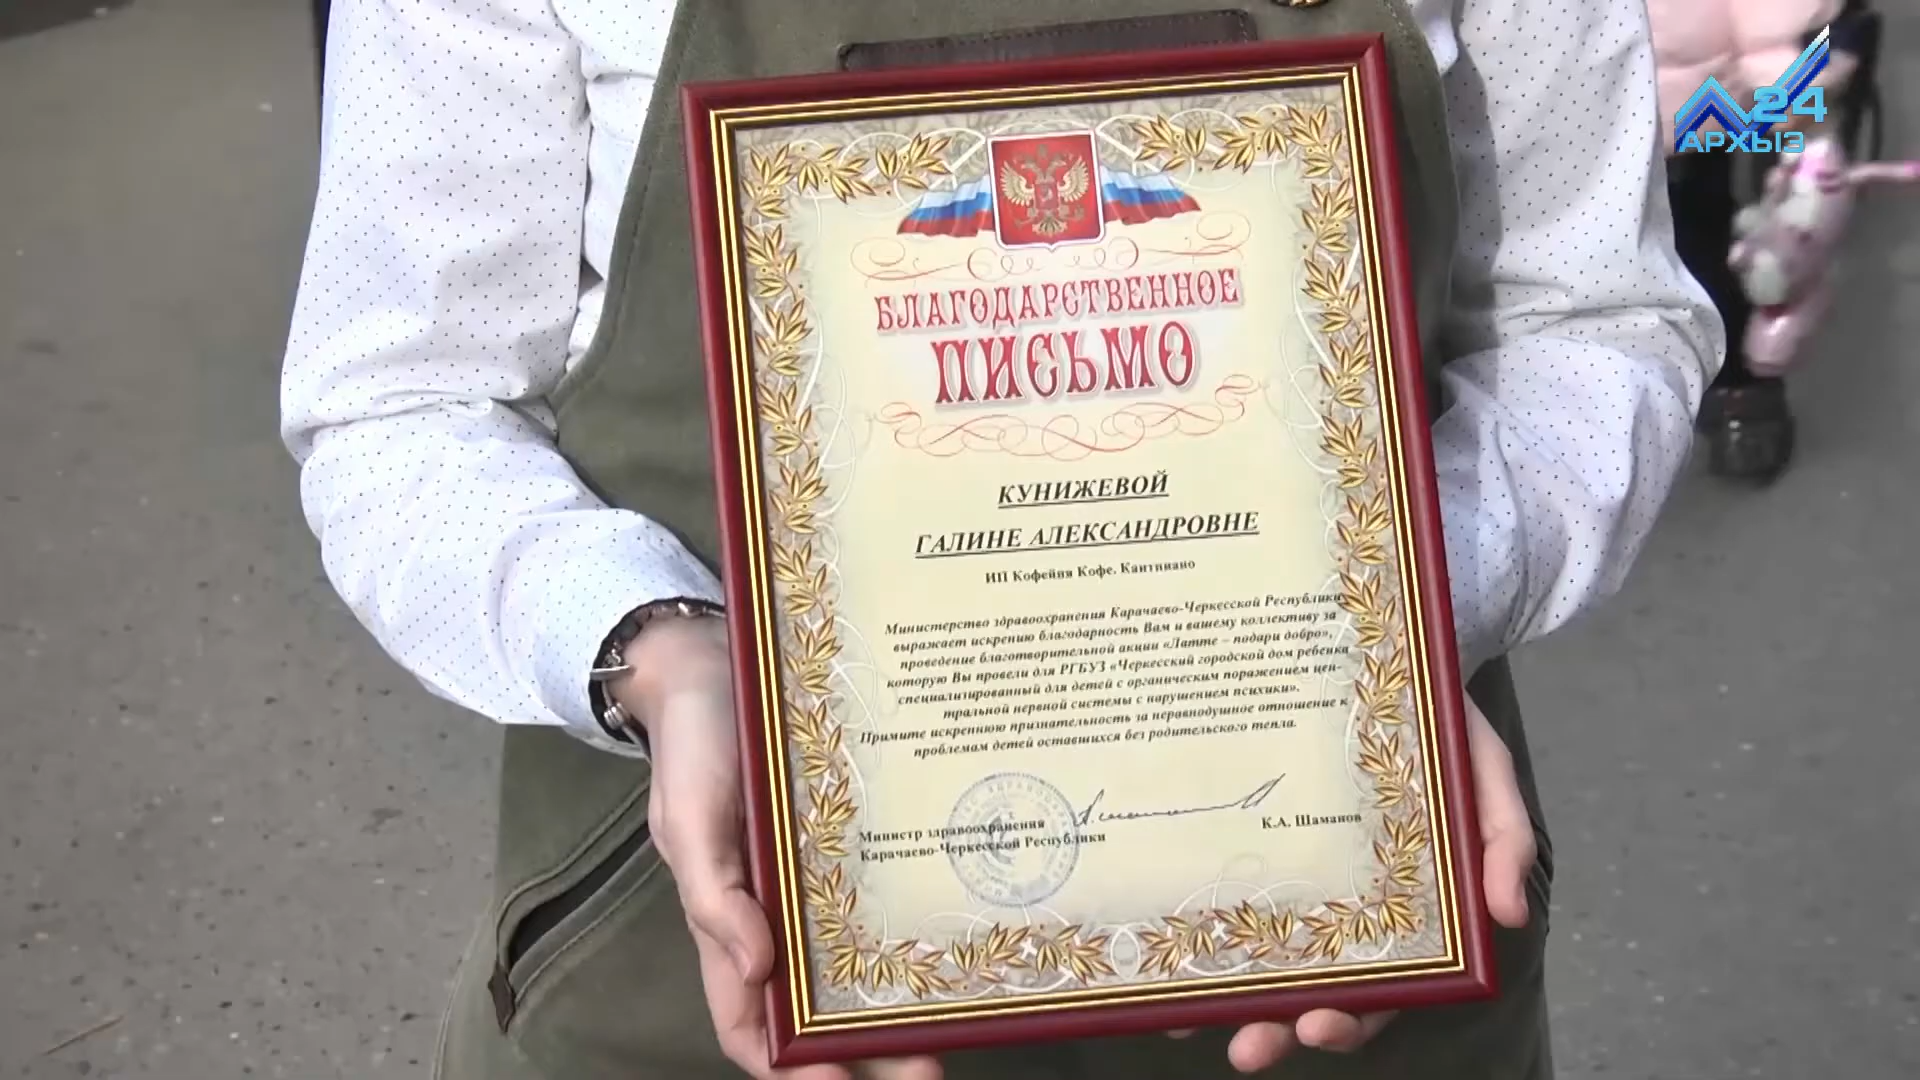 24
АРХЫЗ
БЛАГОДАРСТВЕННОЕ
ПИСЬМО
КУНИЖЕВОЙ
ГАЛИНЕ АЛЕКСАНДРОВНЕ
ИП Кофейня Кофе. Кантинано
Министерство здравоохранения Карачаево-Черкесской Республики
выражает искрению благодарность Вам и вашему коллективу за
проведение благотворительной акции «Латте – подари добро»,
которую Вы провели для РГБУЗ «Черкесский городской дом ребенка
специализированный для детей с органическим поражением цен-
тральной нервной системы с нарушением психики».
Примите искреннюю признательность за неравнодушное отношение к
проблемам детей оставшихся без родительского тепла.
Министр здравоохранения
Карачаево-Черкесской Республики
К.А. Шаманов